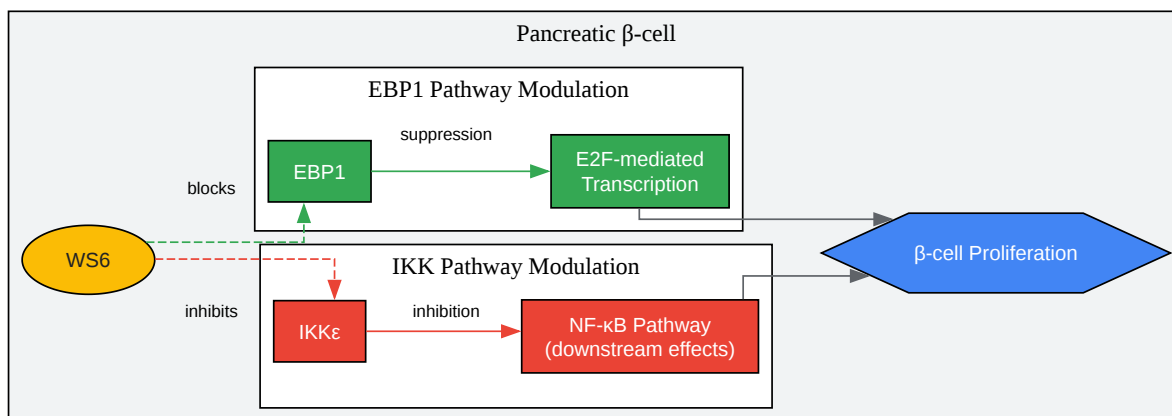 Pancreatic β-cell
EBP1 Pathway Modulation
suppression
EBP1
E2F-mediated
Transcription
blocks
WS6
β-cell Proliferation
IKK Pathway Modulation
inhibits
inhibition
IKKε
NF-κB Pathway
(downstream effects)